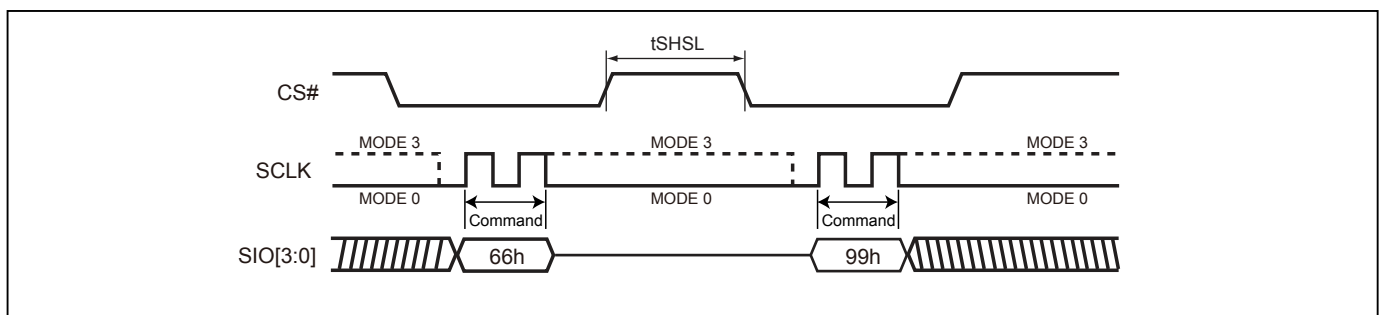 tSHSL
CS#
MODE 3 MODE 3 MODE 3
SCLK
MODE 0 MODE 0 MODE 0
Command Command
SIO[3:0] 66h 99h